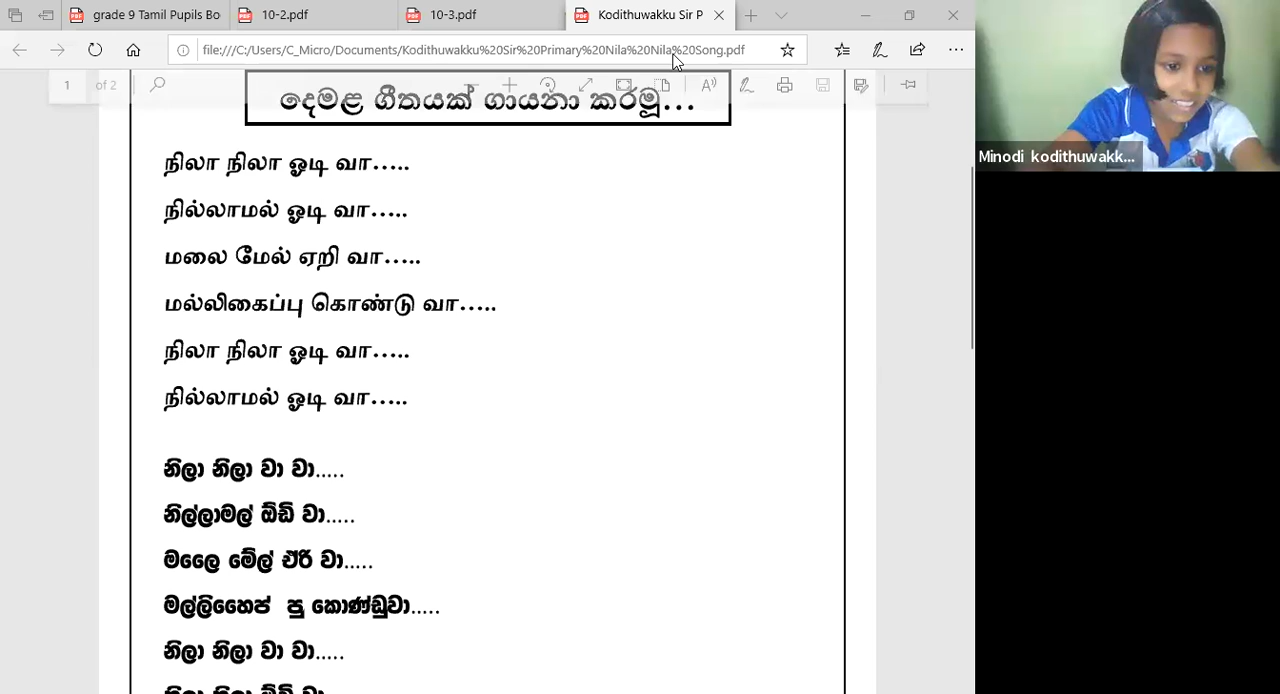 grade 9 Tamil Pupils Bo
10-2.pdf
10-3.pdf
Kodithuwakku Sir P
file:///C:/Users/C_Micro/Documents/Kodithuwakku%20Sir%20Primary%20Nila%20Nila%20Song.pdf
1 of 2
දෙමළ ගීතයක් ගායනා කරමු...
நிலா நிலா ஓடி வா.....
நில்லாமல் ஓடி வா.....
மலை மேல் ஏறி வா.....
மல்லிகைப்பு கொண்டு வா.....
நிலா நிலா ஓடி வா.....
நில்லாமல் ஓடி வா.....
නිලා නිලා වා වා.....
නිල්ලාමල් ඕඩි වා.....
මලෛ මේල් ඒරි වා.....
මල්ලිහෛප් පු කොණ්ඩුවා.....
නිලා නිලා වා වා.....
Minodi kodithuwakk...